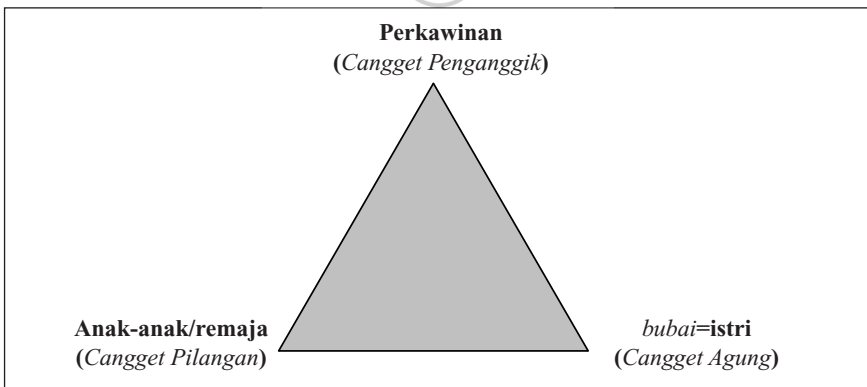 Perkawinan
(Cangget Penganggik)
Anak-anak/remaja
(Cangget Pilangan)
bubai=istri
(Cangget Agung)